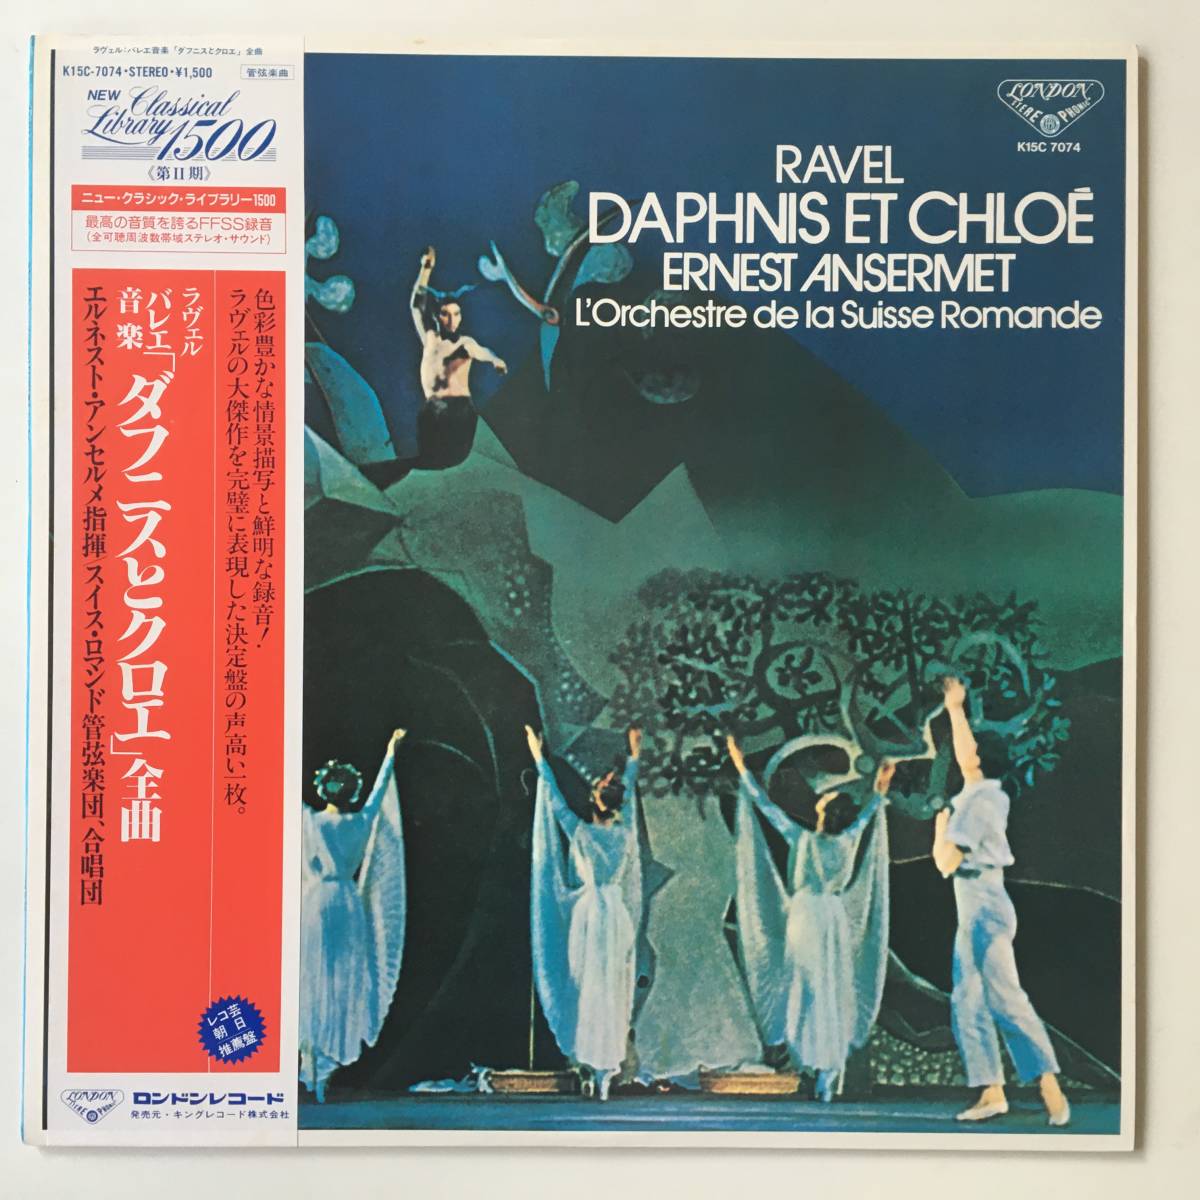 ラヴェル:バレエ音楽「ダフニスとクロエ」全曲
K15C-7074・STEREO・¥1,500
管弦楽曲
NEW Classical
Library 1500
《第II期》
ニュー・クラシック・ライブラリー1500
最高の音質を誇るFFSS録音
(全可聴周波数帯域ステレオ・サウンド)
色彩豊かな情景描写と鮮明な録音!
ラヴェルの大傑作を完璧に表現した決定盤の声高い一枚。
ラヴェル
バレエ
音楽
「ダフニスとクロエ」全曲
エルネスト・アンセルメ指揮/スイス・ロマンド管弦楽団、合唱団
レコ芸
朝日
推薦盤
LONDON
STEREO PHONIC
ロンドンレコード
発売元・キングレコード株式会社
LONDON
STEREO PHONIC
K15C 7074
RAVEL
DAPHNIS ET CHLOÉ
ERNEST ANSERMET
L'Orchestre de la Suisse Romande